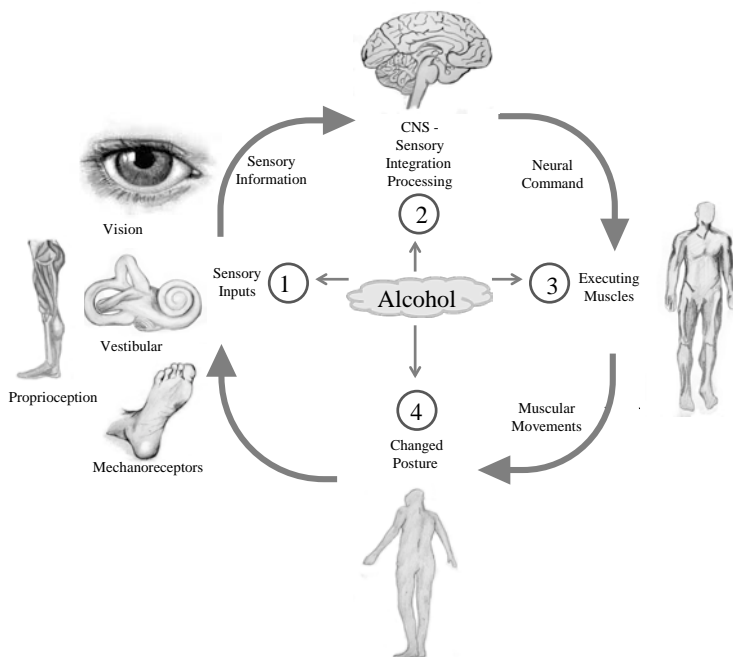 CNS -
Sensory
Integration
Processing
2
Sensory
Information
Neural
Command
Vision
Sensory
Inputs
1
Alcohol
3
Executing
Muscles
Vestibular
Proprioception
Mechanoreceptors
4
Changed
Posture
Muscular
Movements